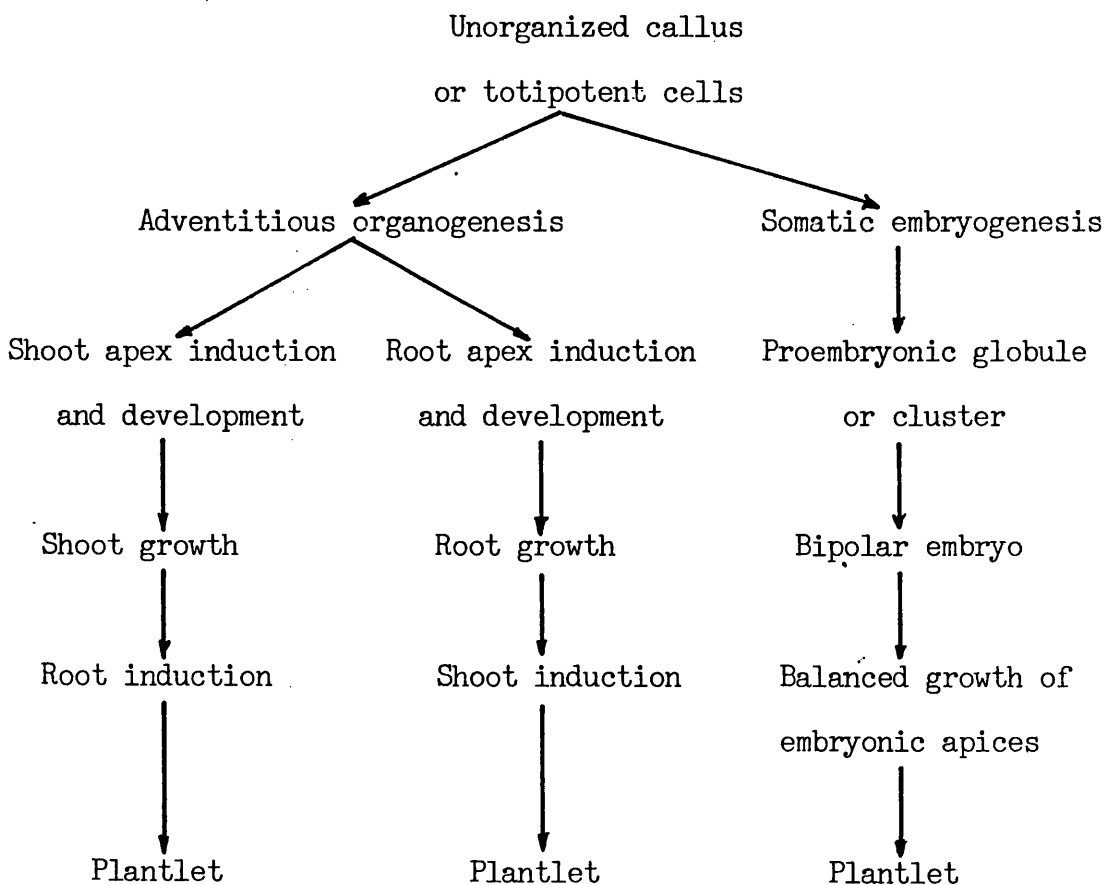 Unorganized callus
or totipotent cells
Adventitious organogenesis
Somatic embryogenesis
Shoot apex induction
and development
Root apex induction
and development
Proembryonic globule
or cluster
Shoot growth
Root growth
Bipolar embryo
Root induction
Shoot induction
Balanced growth of
embryonic apices
Plantlet
Plantlet
Plantlet